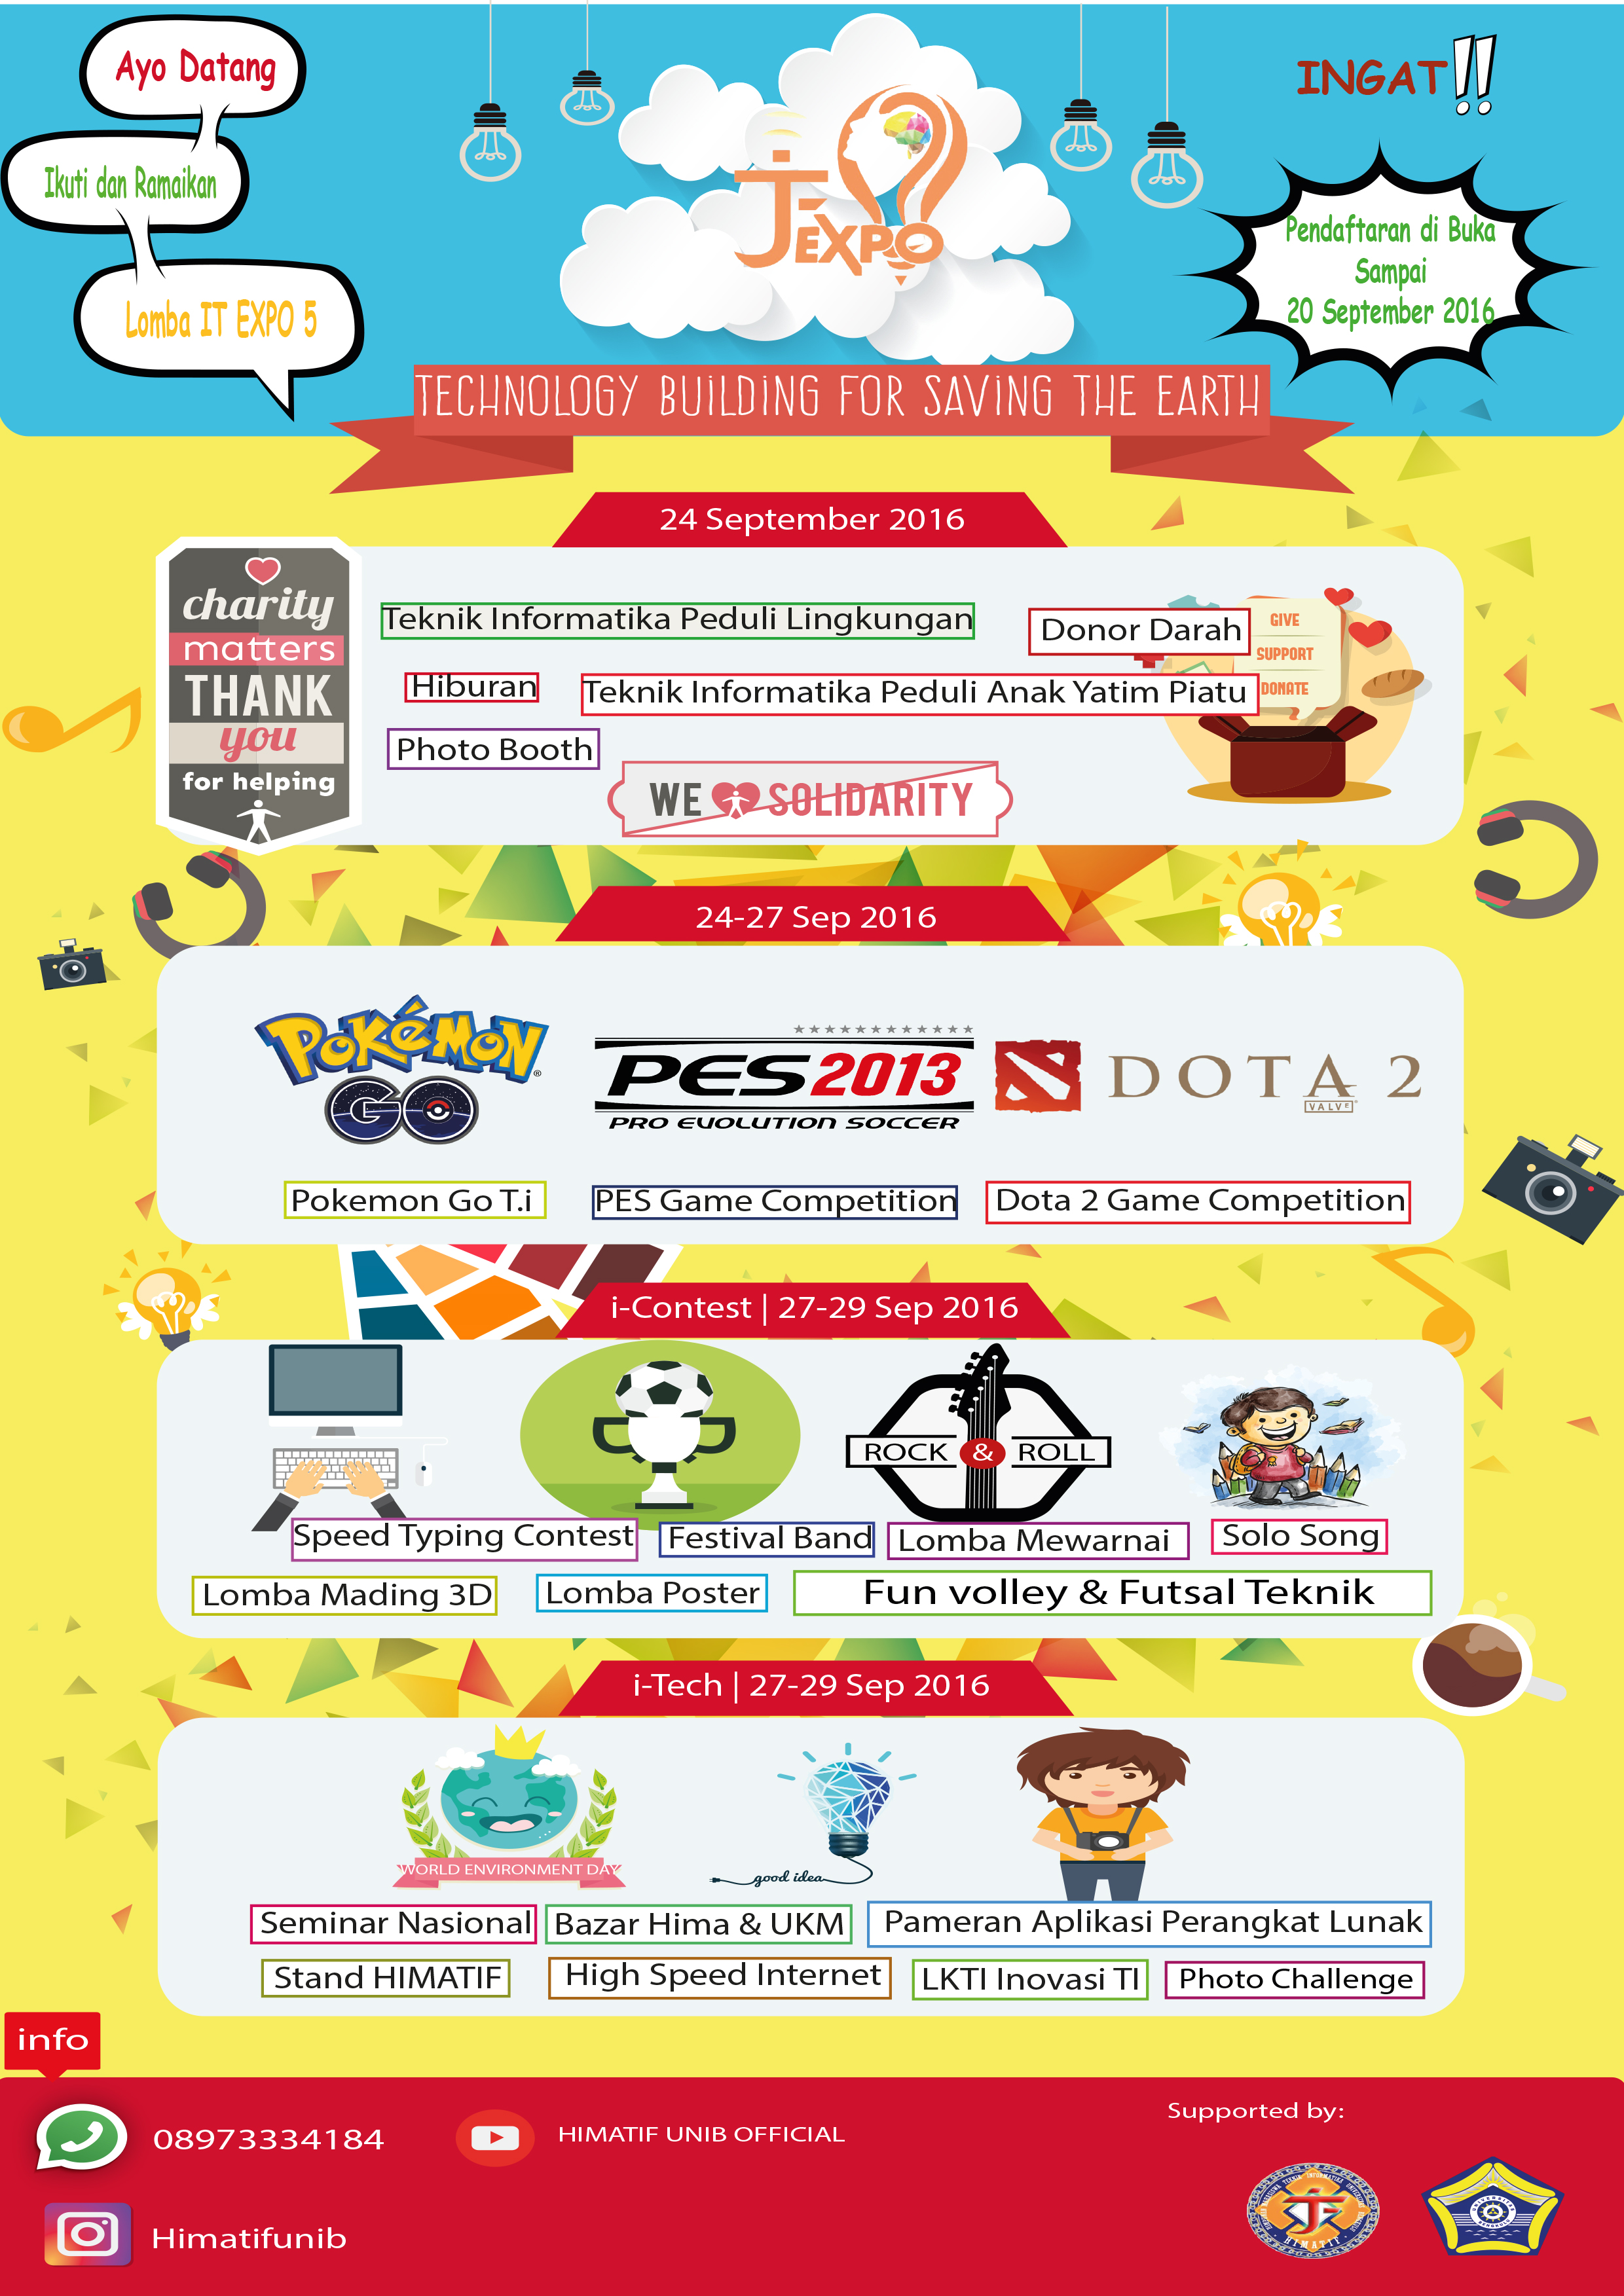 Ayo Datang
Ikuti dan Ramaikan
Lomba IT EXPO 5
iT EXPO
INGAT!!
Pendaftaran di Buka
Sampai
20 September 2016
TECHNOLOGY BUiLDiNG FOR SAViNG THE EARTH
24 September 2016
charity
matters
THANK
you
for helping
Teknik Informatika Peduli Lingkungan
Donor Darah
Hiburan
Teknik Informatika Peduli Anak Yatim Piatu
Photo Booth
WE SOLIDARITY
GIVE
SUPPORT
DONATE
24-27 Sep 2016
POKéMON
GO
PES2013
PRO EVOLUTION SOCCER
DOTA 2
VALVE
Pokemon Go T.i
PES Game Competition
Dota 2 Game Competition
i-Contest | 27-29 Sep 2016
ROCK & ROLL
Speed Typing Contest
Festival Band
Lomba Mewarnai
Solo Song
Lomba Mading 3D
Lomba Poster
Fun volley & Futsal Teknik
i-Tech | 27-29 Sep 2016
WORLD ENVIRONMENT DAY
good idea
Seminar Nasional
Bazar Hima & UKM
Pameran Aplikasi Perangkat Lunak
Stand HIMATIF
High Speed Internet
LKTI Inovasi TI
Photo Challenge
info
08973334184
HIMATIF UNIB OFFICIAL
Himatifunib
Supported by:
HIMATIF